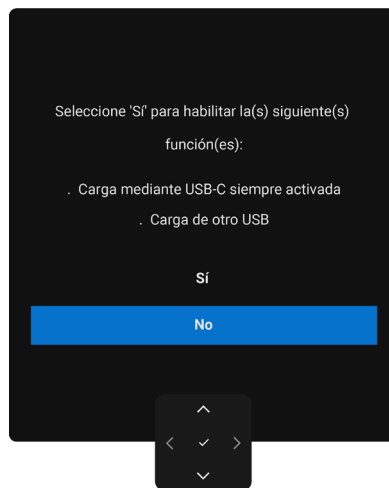 Seleccione 'Sí' para habilitar la(s) siguiente(s)
función(es):
. Carga mediante USB-C siempre activada
. Carga de otro USB
Sí
No